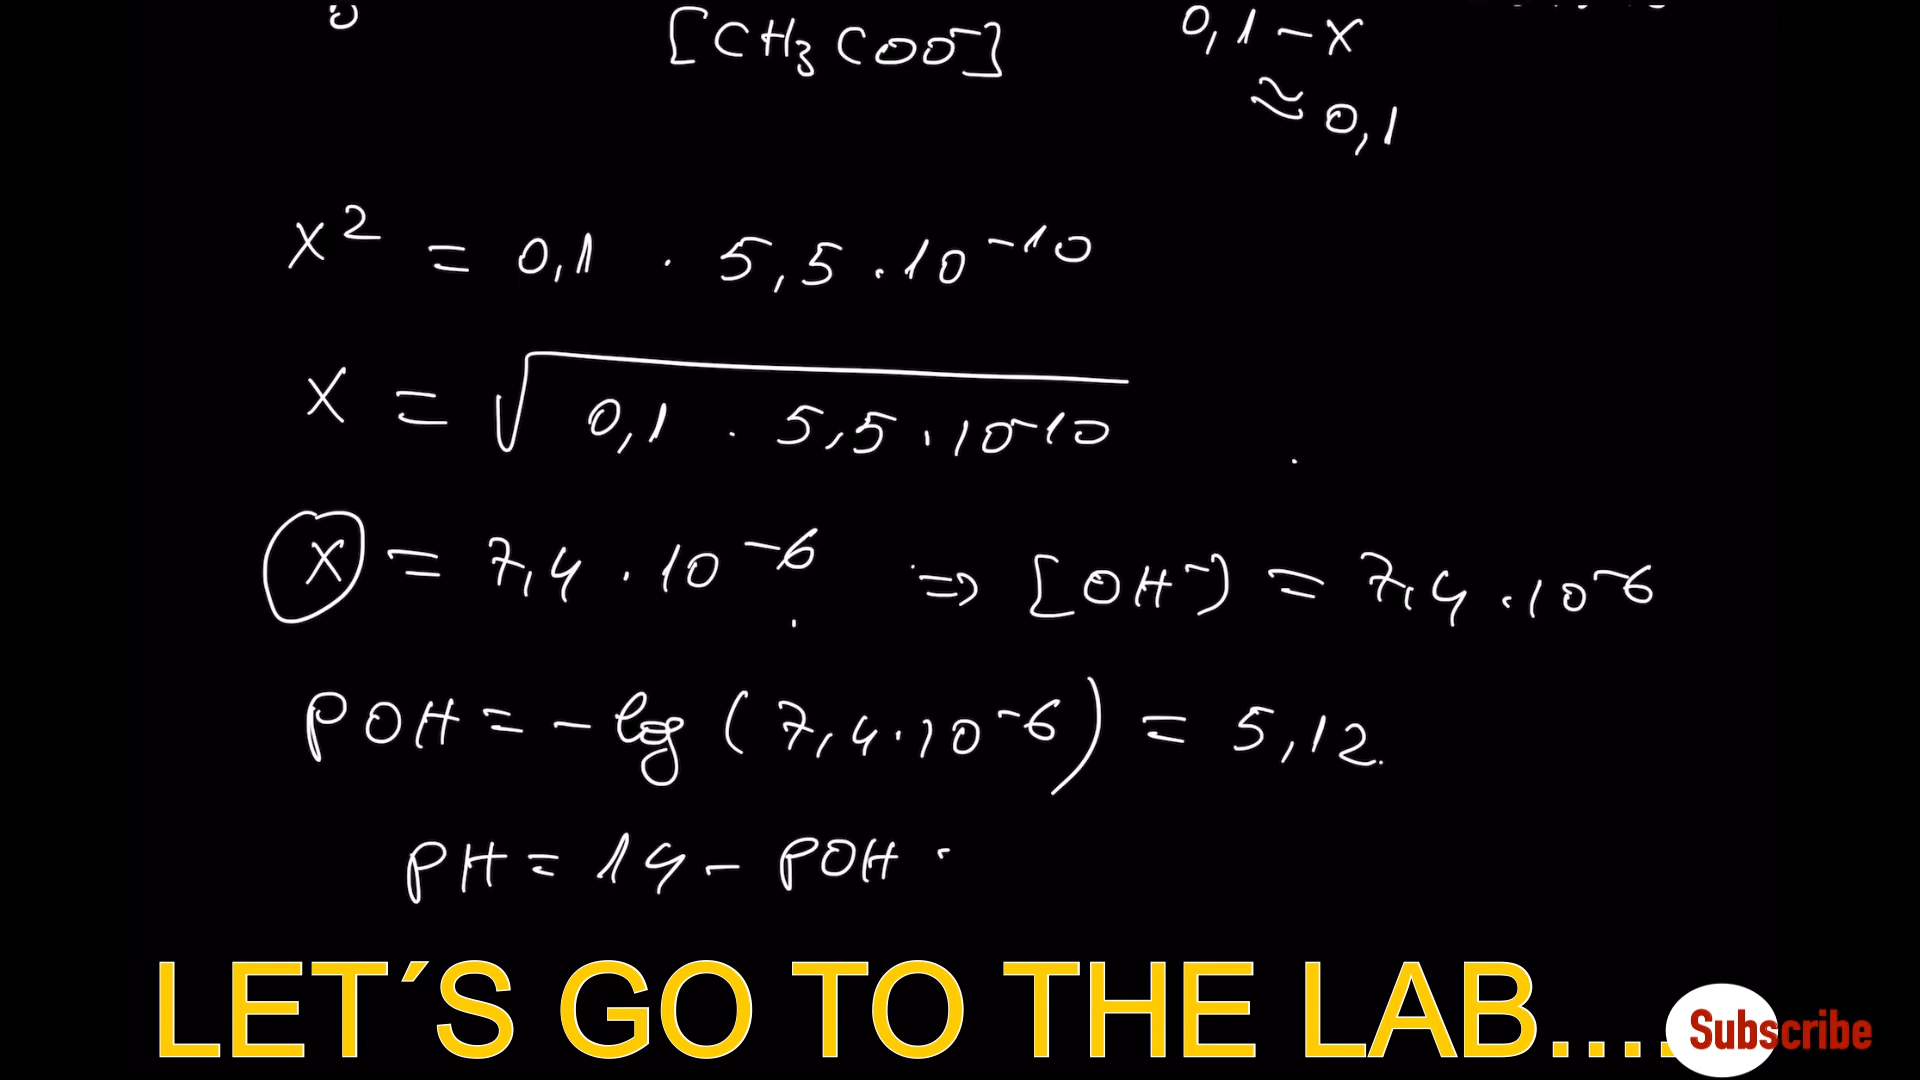 0 [CH₃COO⁻] 0,1-x
≈ 0,1
x² = 0,1 · 5,5 · 10⁻¹⁰
x = √0,1 · 5,5 · 10⁻¹⁰
x = 7,4 · 10⁻⁶ ⇒ [OH⁻) = 7,4 · 10⁻⁶
pOH = -log (7,4 · 10⁻⁶) = 5,12.
pH = 14 - pOH
LET´S GO TO THE LAB....
Subscribe